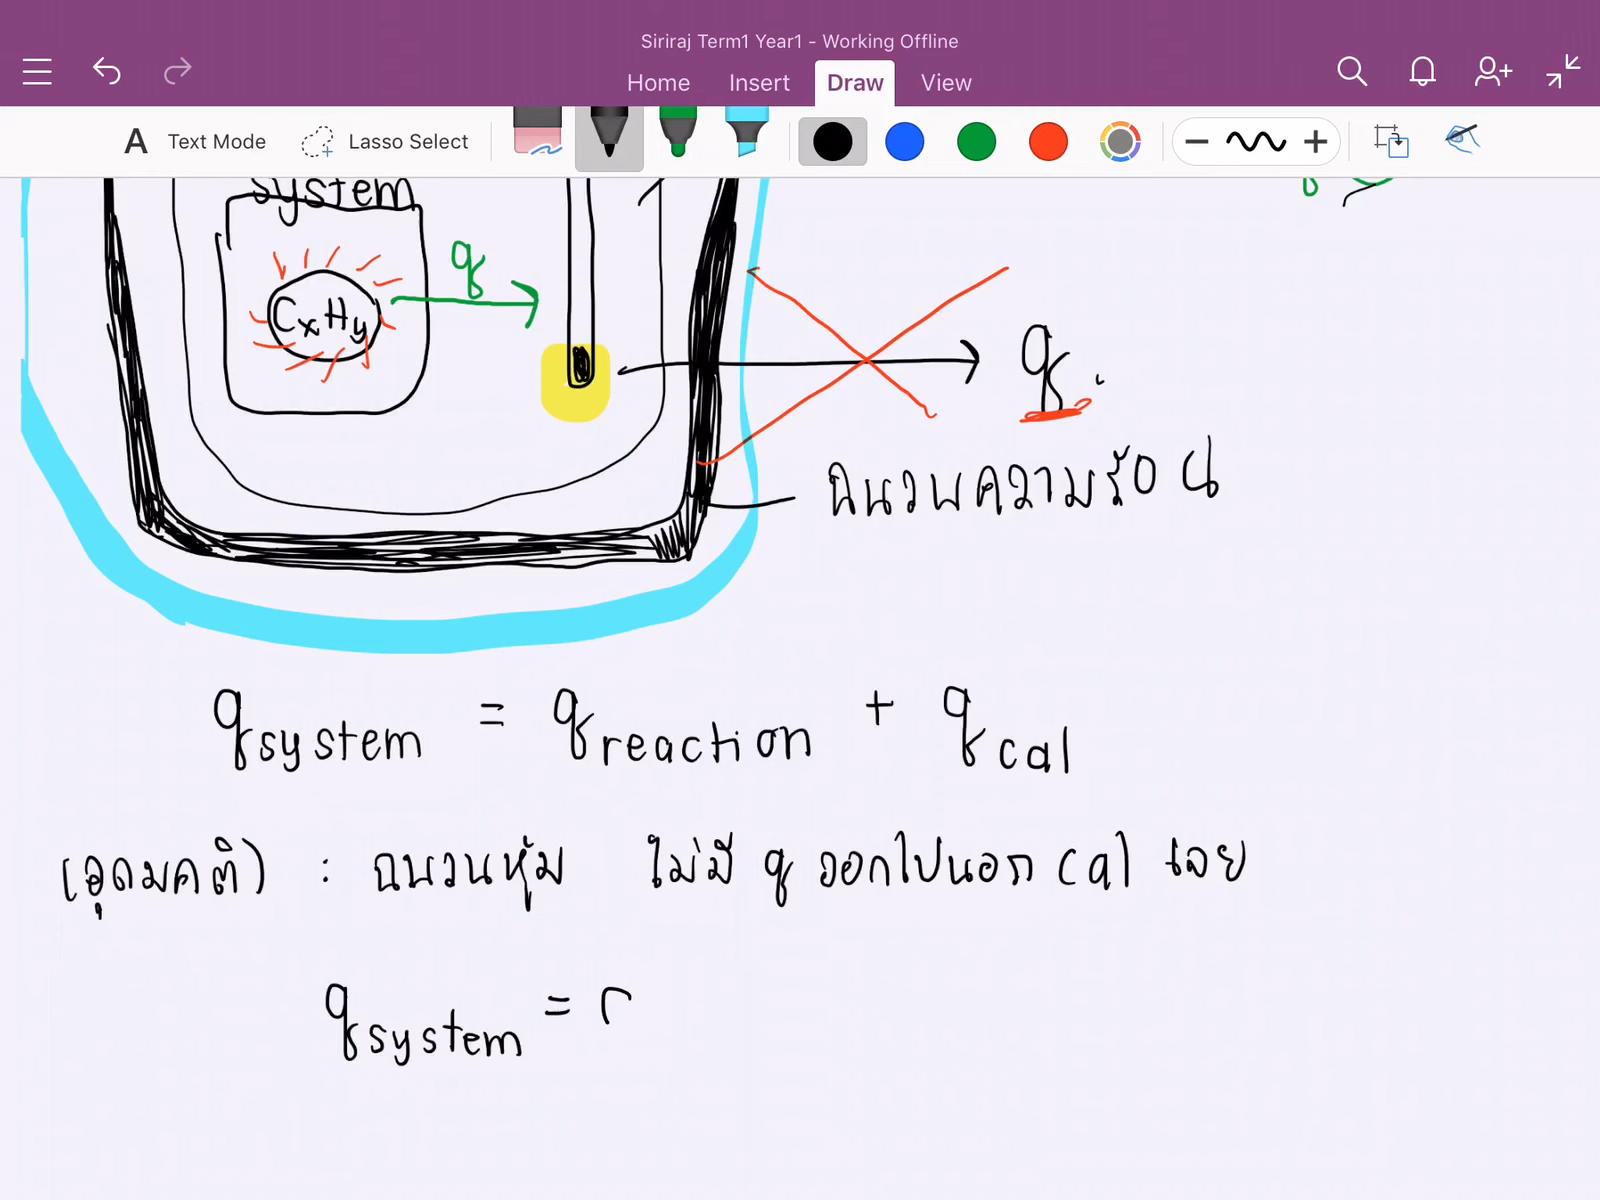 Siriraj Term1 Year1 - Working Offline
Home Insert Draw View
A Text Mode Lasso Select
system
q
CxHy
q
ฉนวนความร้อน
qsystem = qreaction + qcal
(อุดมคติ) : ฉนวนหุ้ม ไม่มี q ออกไปนอก cal เลย
qsystem =